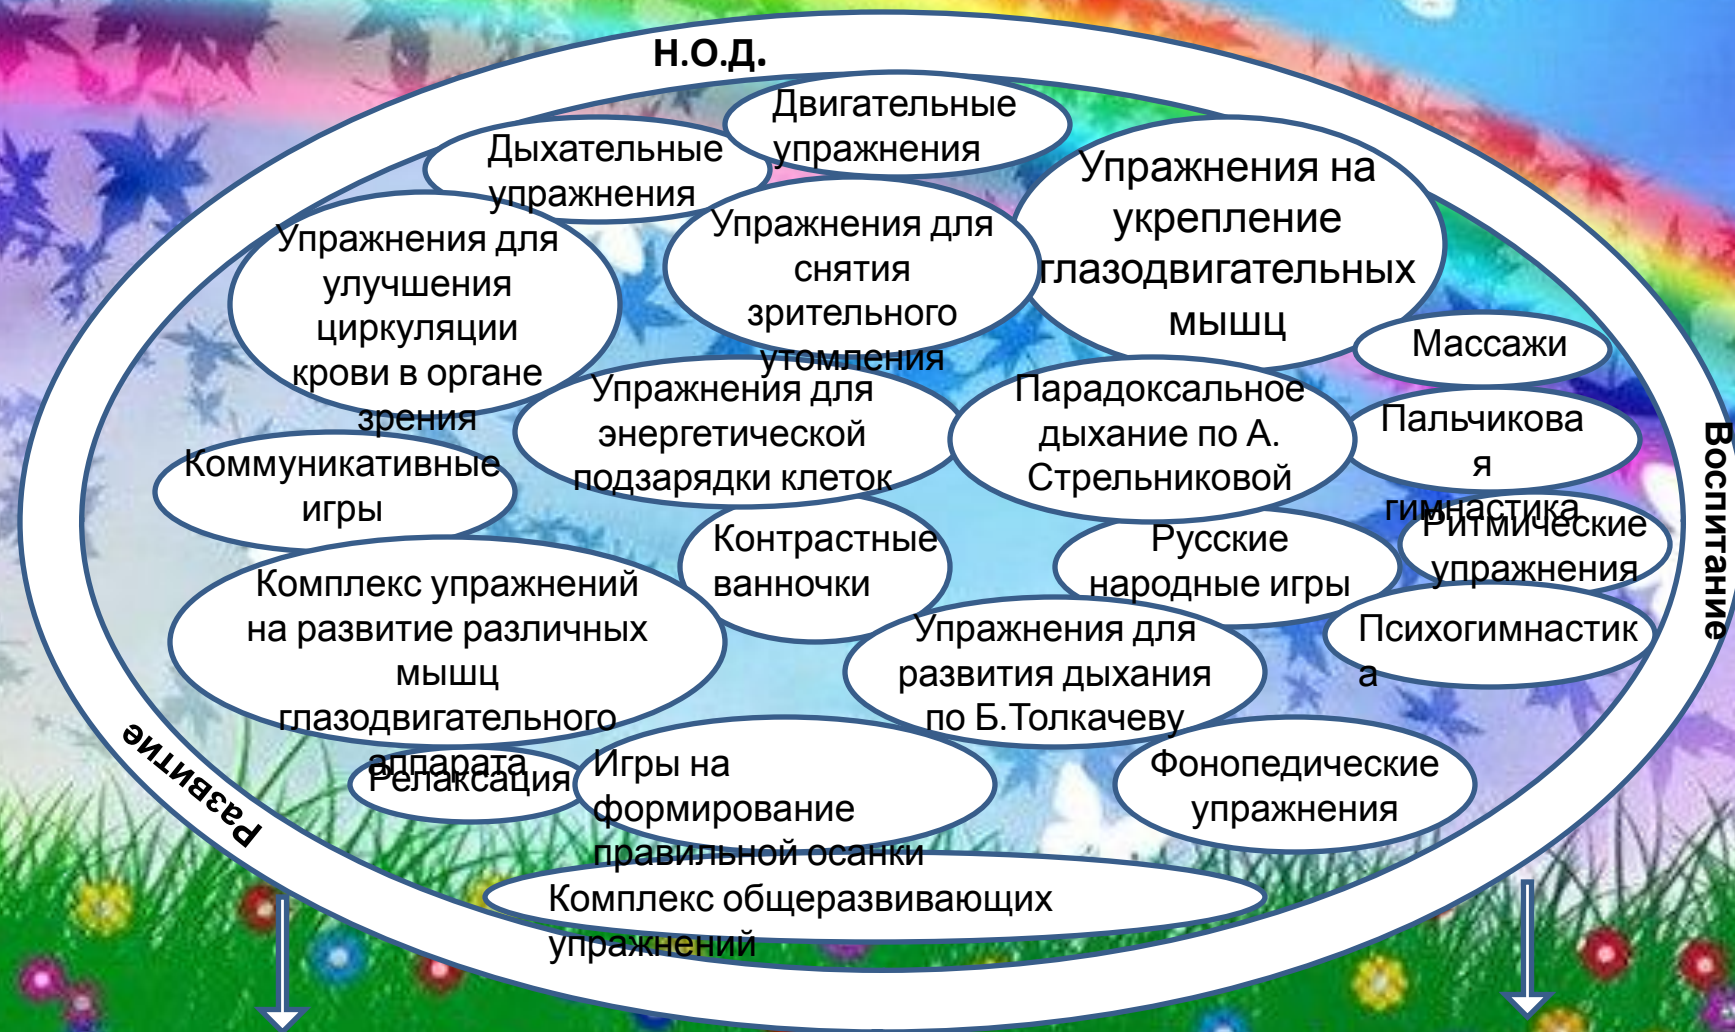 Н.О.Д.
Двигательные
упражнения
Дыхательные
упражнения
Упражнения на
укрепление
глазодвигательных
мышц
Упражнения для
снятия
зрительного
утомления
Упражнения для
улучшения
циркуляции
крови в органе
зрения
Массажи
Упражнения для
энергетической
подзарядки клеток
Парадоксальное
дыхание по А.
Стрельниковой
Пальчикова
я
гимнастика
Коммуникативные
игры
Воспитание
Контрастные
ванночки
Русские
народные игры
Ритмические
упражнения
Комплекс упражнений
на развитие различных
мышц
глазодвигательного
аппарата
Упражнения для
развития дыхания
по Б.Толкачеву
Психогимнастик
а
Развитие
Релаксация
Игры на
формирование
правильной осанки
Фонопедические
упражнения
Комплекс общеразвивающих
упражнений